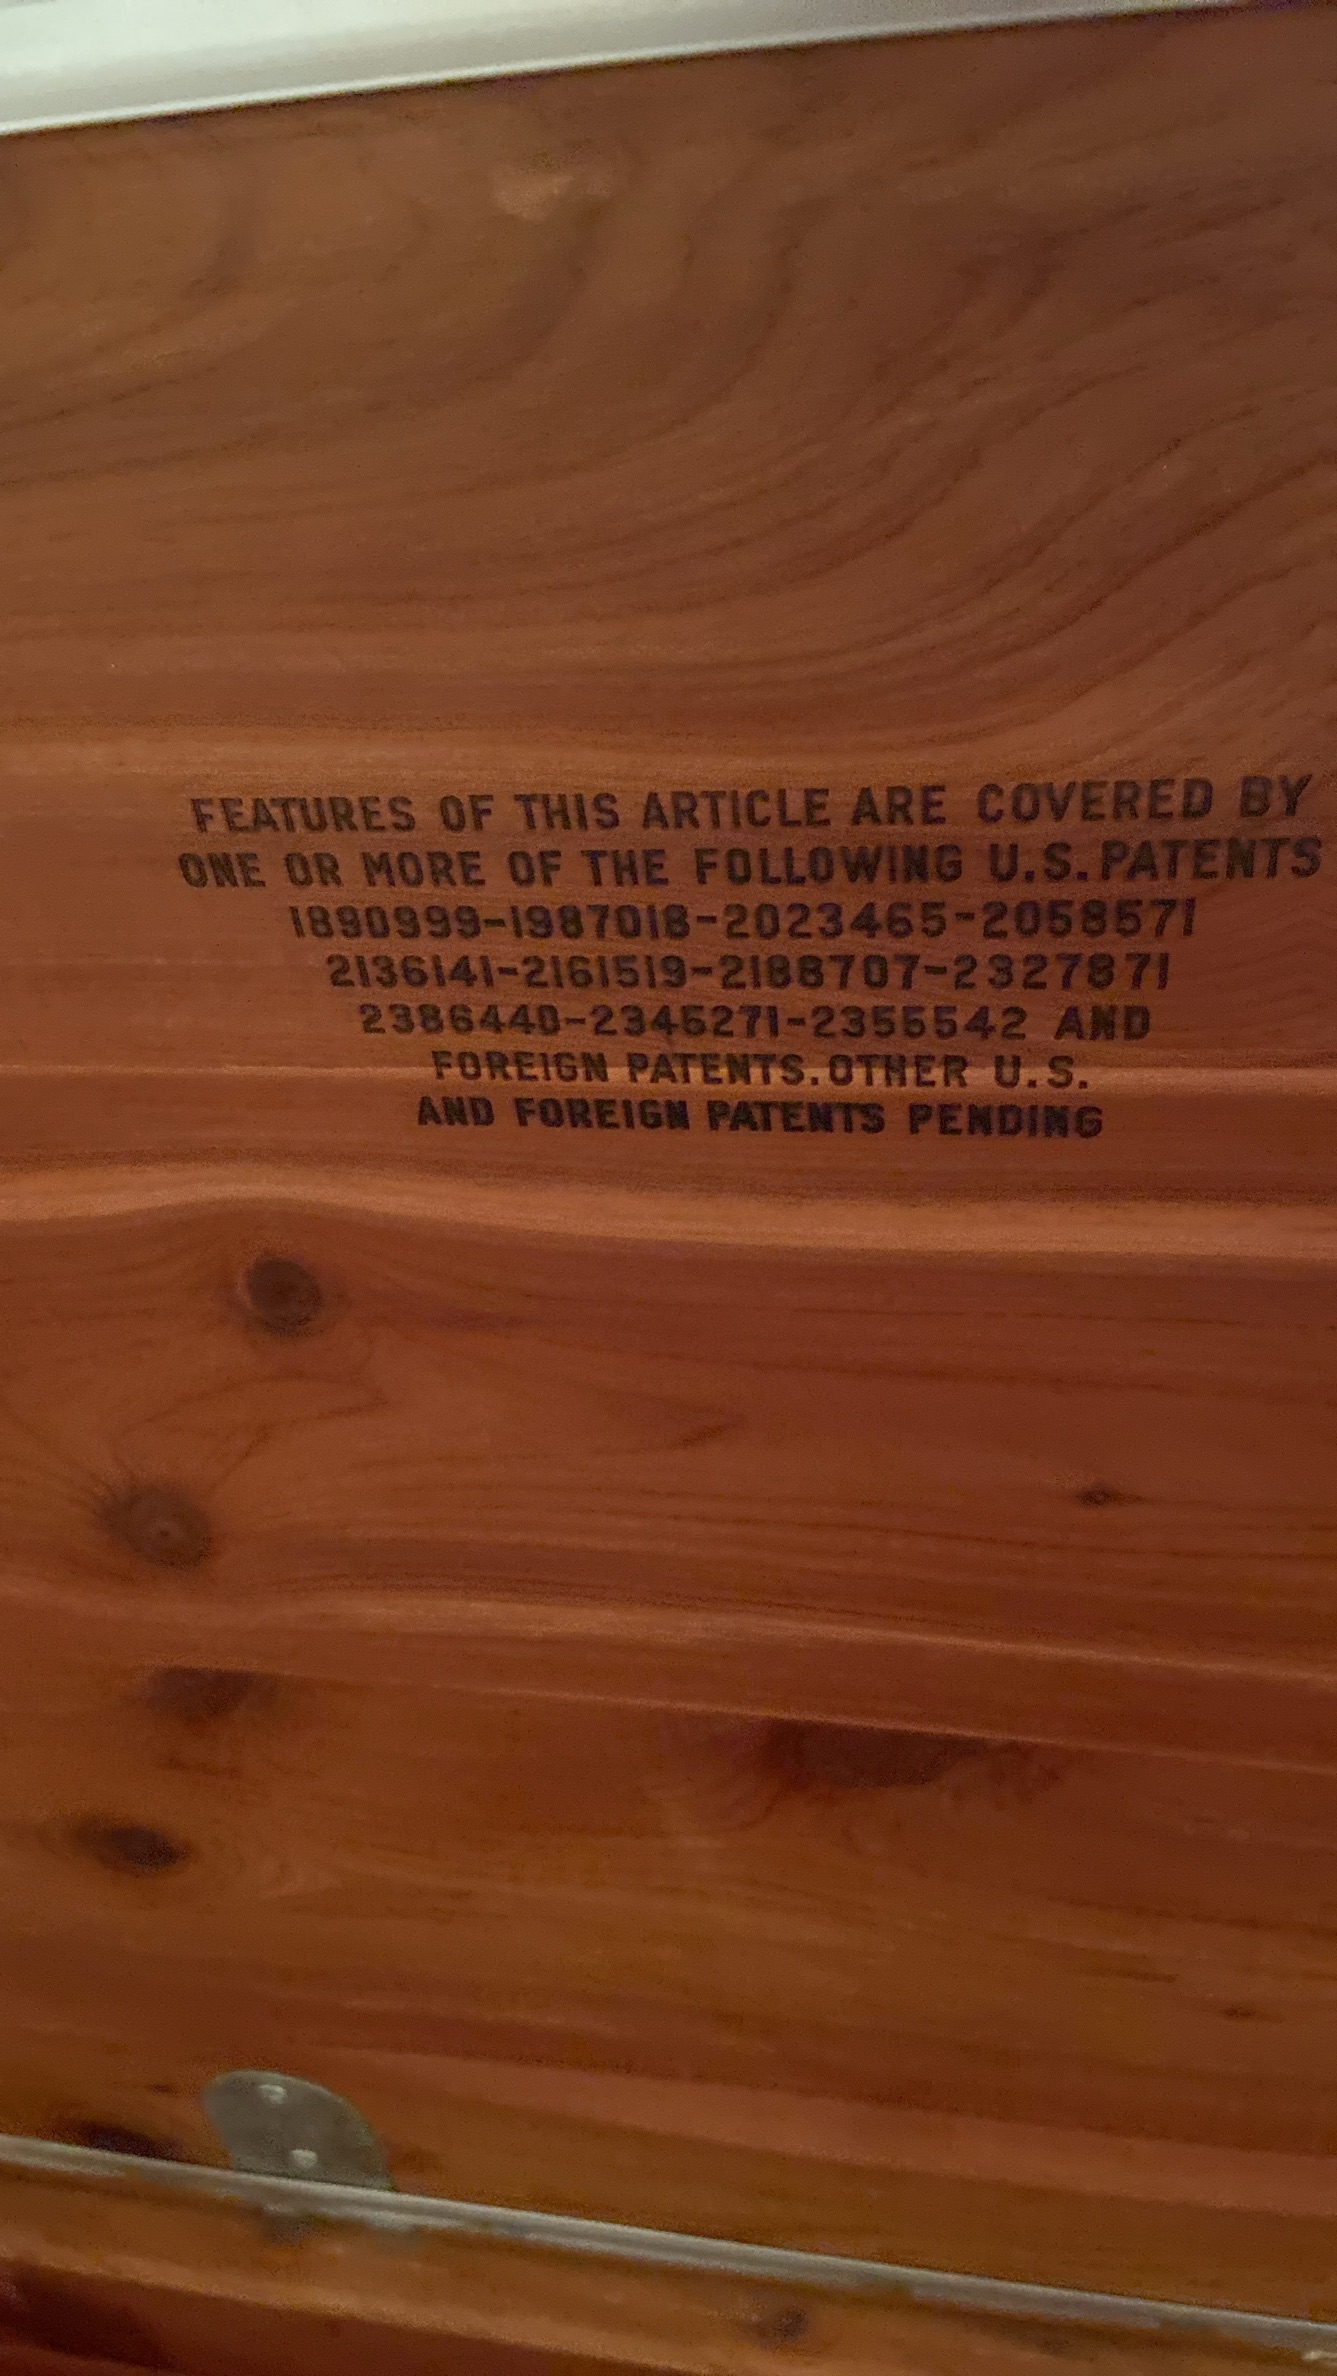 FEATURES OF THIS ARTICLE ARE COVERED BY
ONE OR MORE OF THE FOLLOWING U.S. PATENTS
1890999-1987018-2023465-2058571
2136141-2161519-2188707-2327871
2386440-2345271-2355542 AND
FOREIGN PATENTS. OTHER U.S.
AND FOREIGN PATENTS PENDING